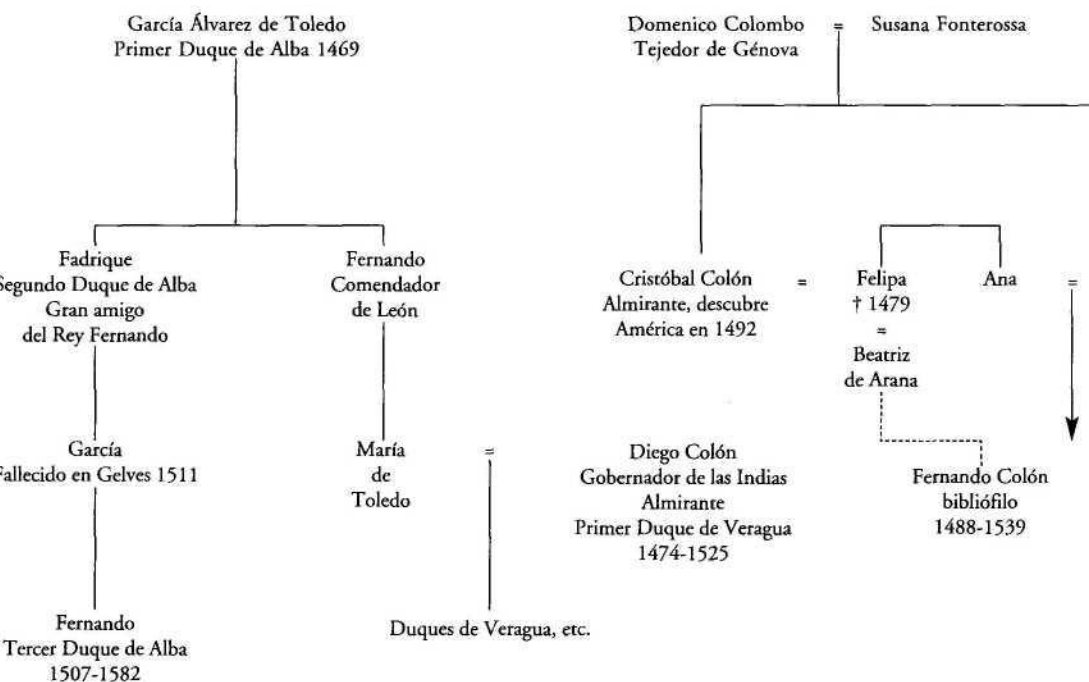 García Álvarez de Toledo
Primer Duque de Alba 1469
Domenico Colombo = Susana Fonterossa
Tejedor de Génova
Fadrique
Segundo Duque de Alba
Gran amigo
del Rey Fernando
Fernando
Comendador
de León
Cristóbal Colón
Almirante, descubre
América en 1492
=
Felipa
† 1479
=
Beatriz
de Arana
Ana
=
García
Fallecido en Gelves 1511
María
de
Toledo
=
Diego Colón
Gobernador de las Indias
Almirante
Primer Duque de Veragua
1474-1525
Fernando Colón
bibliófilo
1488-1539
Fernando
Tercer Duque de Alba
1507-1582
Duques de Veragua, etc.